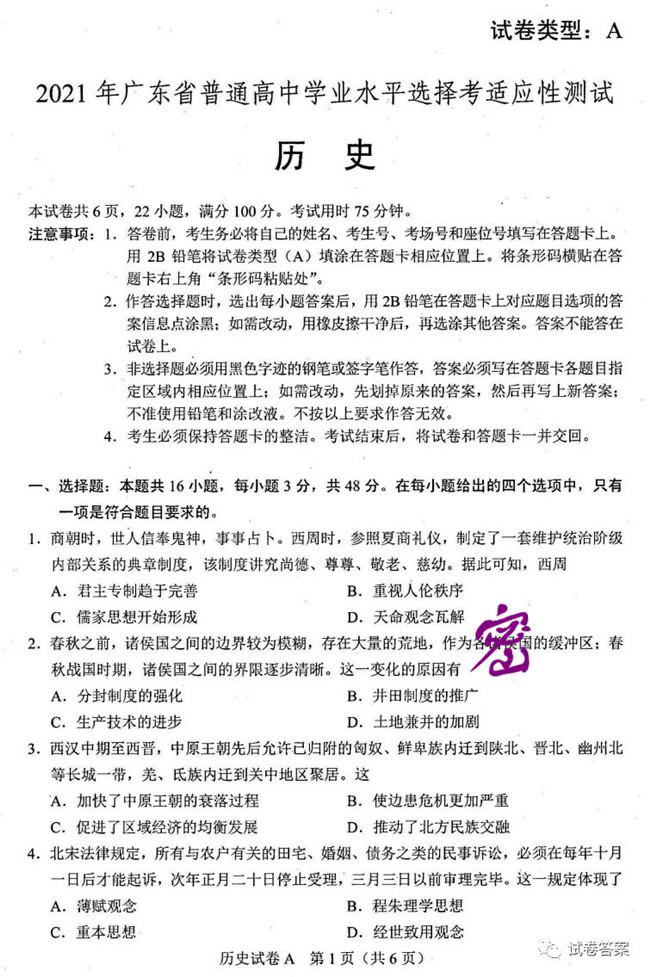 试卷类型：A
2021 年广东省普通高中学业水平选择考适应性测试
历 史
本试卷共 6 页，22 小题，满分 100 分。考试用时 75 分钟。
注意事项：1．答卷前，考生务必将自己的姓名、考生号、考场号和座位号填写在答题卡上。
用 2B 铅笔将试卷类型（A）填涂在答题卡相应位置上。将条形码横贴在答
题卡右上角“条形码粘贴处”。
2．作答选择题时，选出每小题答案后，用 2B 铅笔在答题卡上对应题目选项的答
案信息点涂黑；如需改动，用橡皮擦干净后，再选涂其他答案。答案不能答在
试卷上。
3．非选择题必须用黑色字迹的钢笔或签字笔作答，答案必须写在答题卡各题目指
定区域内相应位置上；如需改动，先划掉原来的答案，然后再写上新答案；
不准使用铅笔和涂改液。不按以上要求作答无效。
4．考生必须保持答题卡的整洁。考试结束后，将试卷和答题卡一并交回。
一、选择题：本题共 16 小题，每小题 3 分，共 48 分。在每小题给出的四个选项中，只有
一项是符合题目要求的。
1．商朝时，世人信奉鬼神，事事占卜。西周时，参照夏商礼仪，制定了一套维护统治阶级
内部关系的典章制度，该制度讲究尚德、尊尊、敬老、慈幼。据此可知，西周
A．君主专制趋于完善 B．重视人伦秩序
C．儒家思想开始形成 D．天命观念瓦解
密
2．春秋之前，诸侯国之间的边界较为模糊，存在大量的荒地，作为各诸侯国的缓冲区；春
秋战国时期，诸侯国之间的界限逐步清晰。这一变化的原因有
A．分封制度的强化 B．井田制度的推广
C．生产技术的进步 D．土地兼并的加剧
3．西汉中期至西晋，中原王朝先后允许已归附的匈奴、鲜卑族内迁到陕北、晋北、幽州北
等长城一带，羌、氐族内迁到关中地区聚居。这
A．加快了中原王朝的衰落过程 B．使边患危机更加严重
C．促进了区域经济的均衡发展 D．推动了北方民族交融
4．北宋法律规定，所有与农户有关的田宅、婚姻、债务之类的民事诉讼，必须在每年十月
一日后才能起诉，次年正月二十日停止受理，三月三日以前审理完毕。这一规定体现了
A．薄赋观念 B．程朱理学思想
C．重本思想 D．经世致用观念
历史试卷 A 第 1 页（共 6 页）
试卷答案